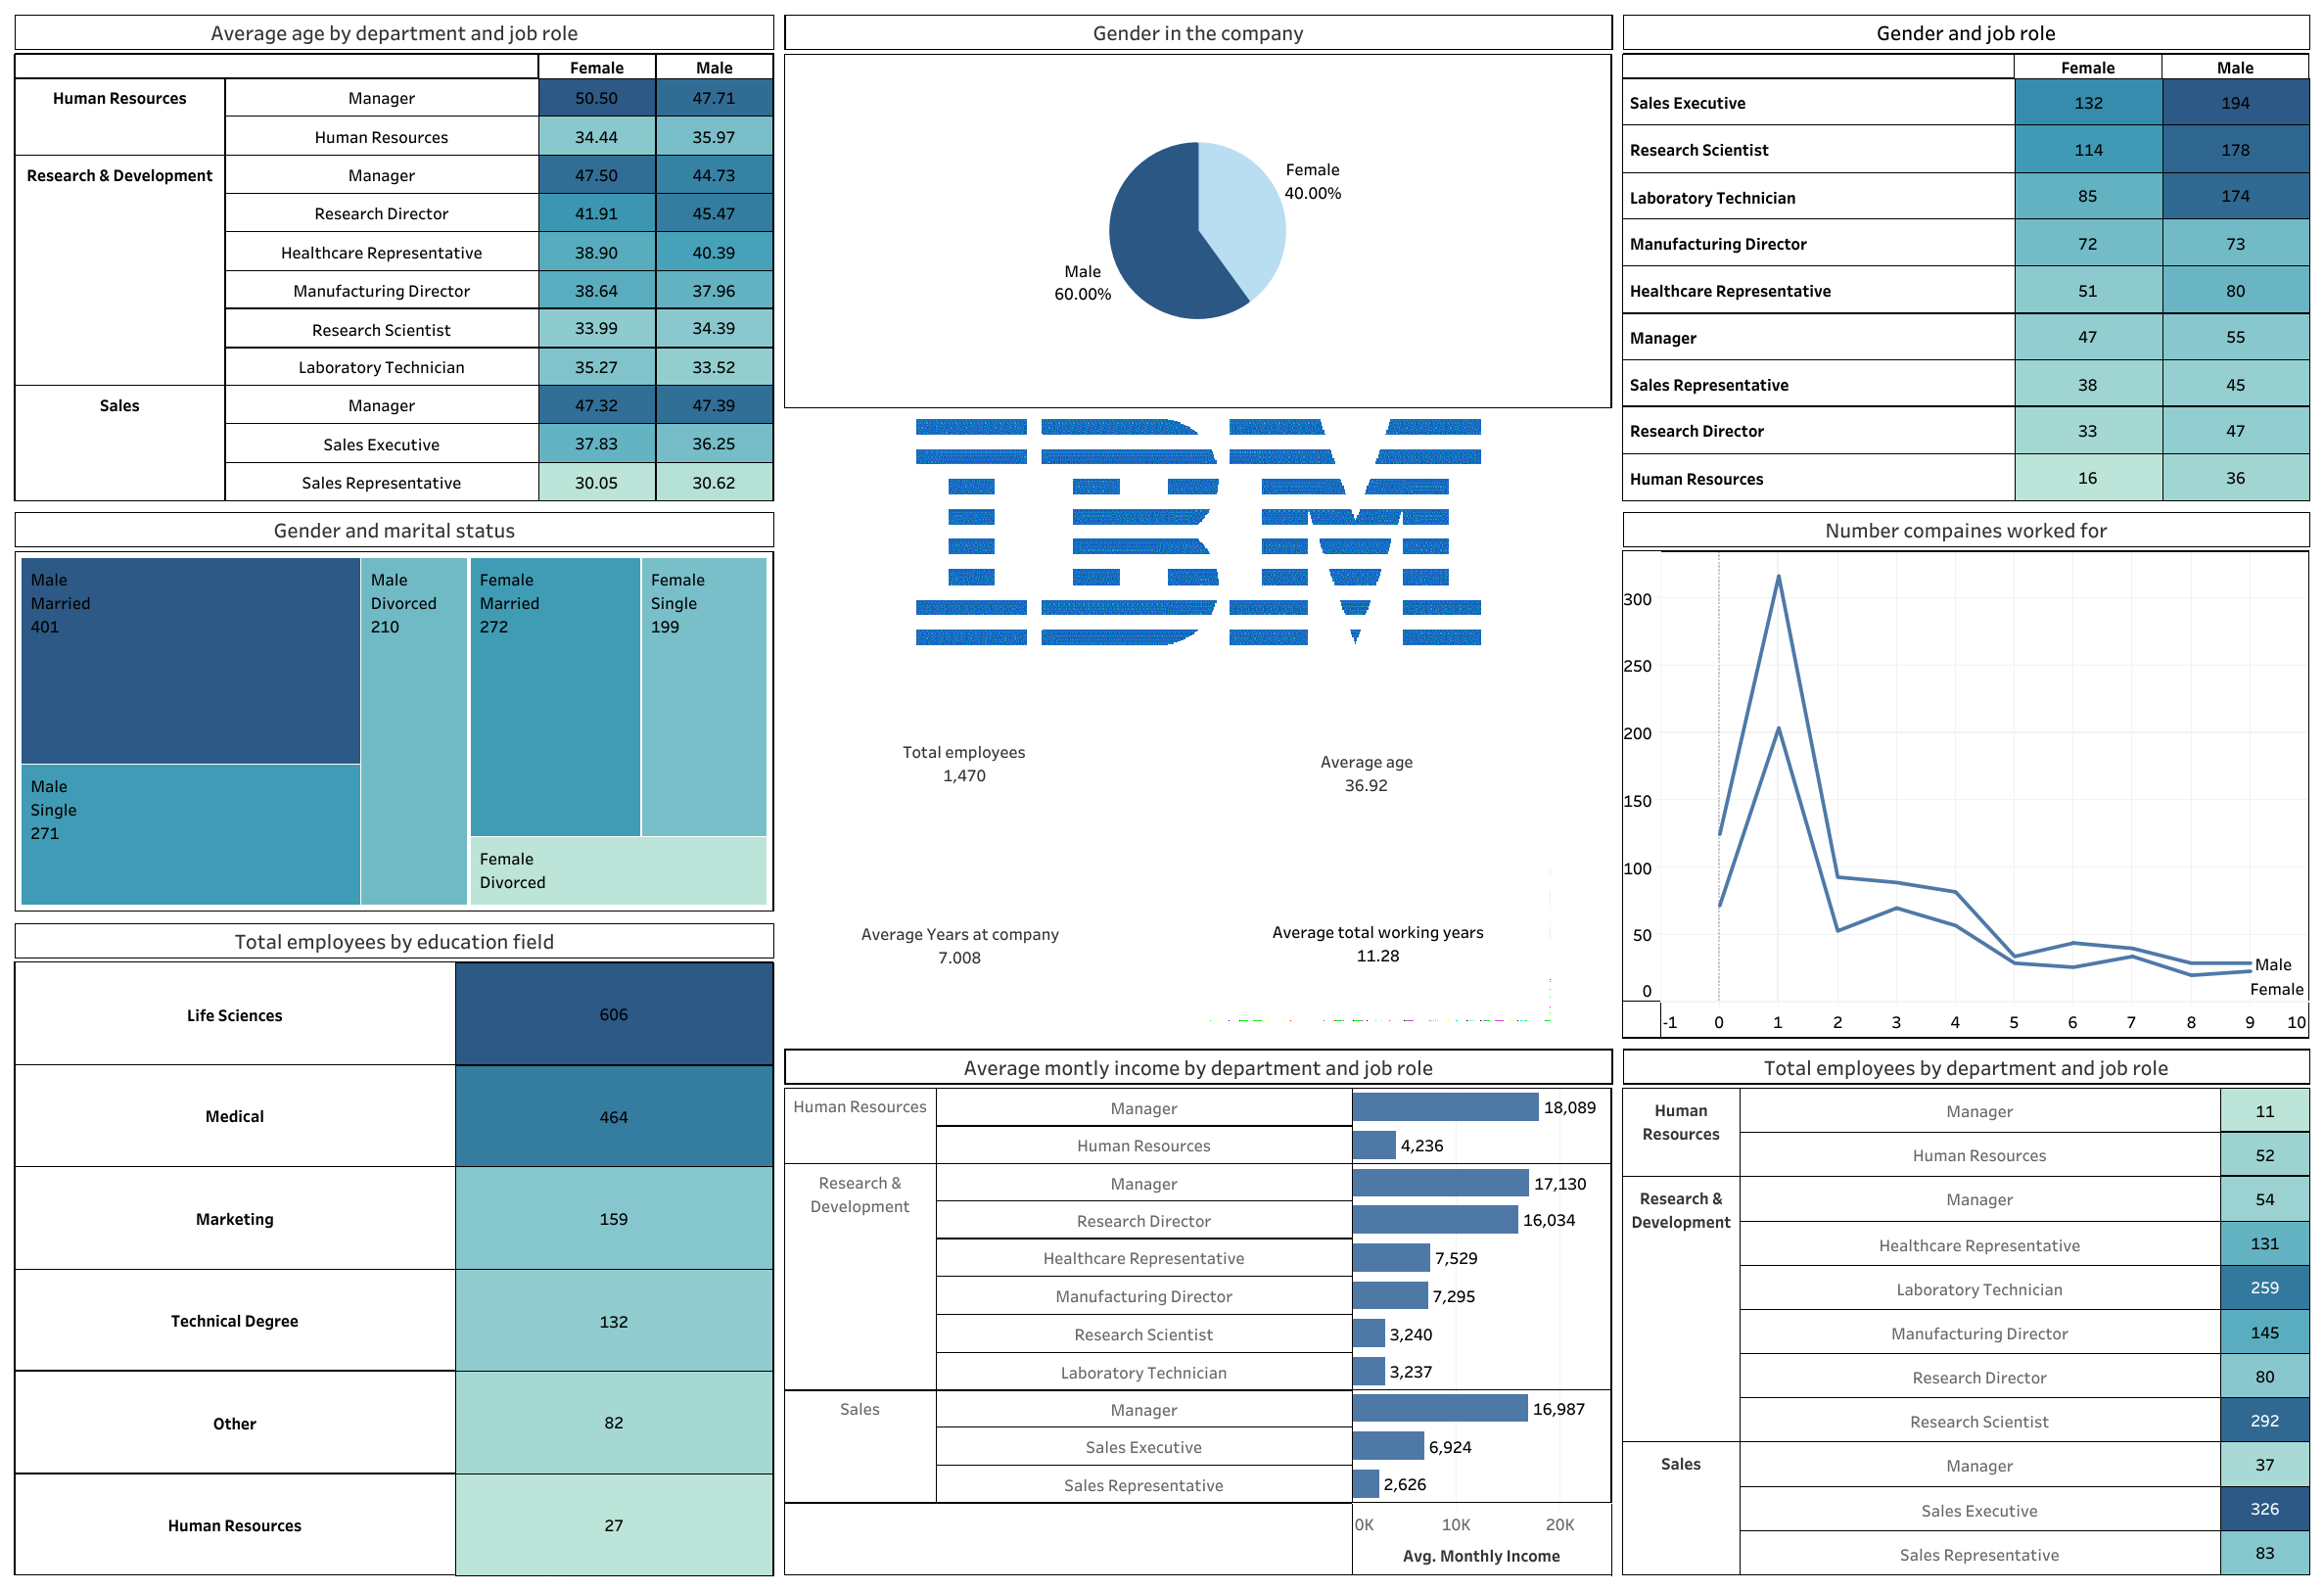 Average age by department and job role
Female Male
Human Resources Manager 50.50 47.71
Human Resources 34.44 35.97
Research & Development Manager 47.50 44.73
Research Director 41.91 45.47
Healthcare Representative 38.90 40.39
Manufacturing Director 38.64 37.96
Research Scientist 33.99 34.39
Laboratory Technician 35.27 33.52
Sales Manager 47.32 47.39
Sales Executive 37.83 36.25
Sales Representative 30.05 30.62
Gender and marital status
Male
Married
401
Male
Divorced
210
Female
Married
272
Female
Single
199
Male
Single
271
Female
Divorced
Total employees by education field
Life Sciences 606
Medical 464
Marketing 159
Technical Degree 132
Other 82
Human Resources 27
Gender in the company
Female
40.00%
Male
60.00%
IBM
Total employees
1,470
Average age
36.92
Average Years at company
7.008
Average total working years
11.28
Average montly income by department and job role
Human Resources Manager 18,089
Human Resources 4,236
Research &
Development
Manager 17,130
Research Director 16,034
Healthcare Representative 7,529
Manufacturing Director 7,295
Research Scientist 3,240
Laboratory Technician 3,237
Sales Manager 16,987
Sales Executive 6,924
Sales Representative 2,626
0K 10K 20K
Avg. Monthly Income
Gender and job role
Female Male
Sales Executive 132 194
Research Scientist 114 178
Laboratory Technician 85 174
Manufacturing Director 72 73
Healthcare Representative 51 80
Manager 47 55
Sales Representative 38 45
Research Director 33 47
Human Resources 16 36
Number compaines worked for
300
250
200
150
100
50
0
Male
Female
-1 0 1 2 3 4 5 6 7 8 9 10
Total employees by department and job role
Human
Resources
Manager 11
Human Resources 52
Research &
Development
Manager 54
Healthcare Representative 131
Laboratory Technician 259
Manufacturing Director 145
Research Director 80
Research Scientist 292
Sales Manager 37
Sales Executive 326
Sales Representative 83